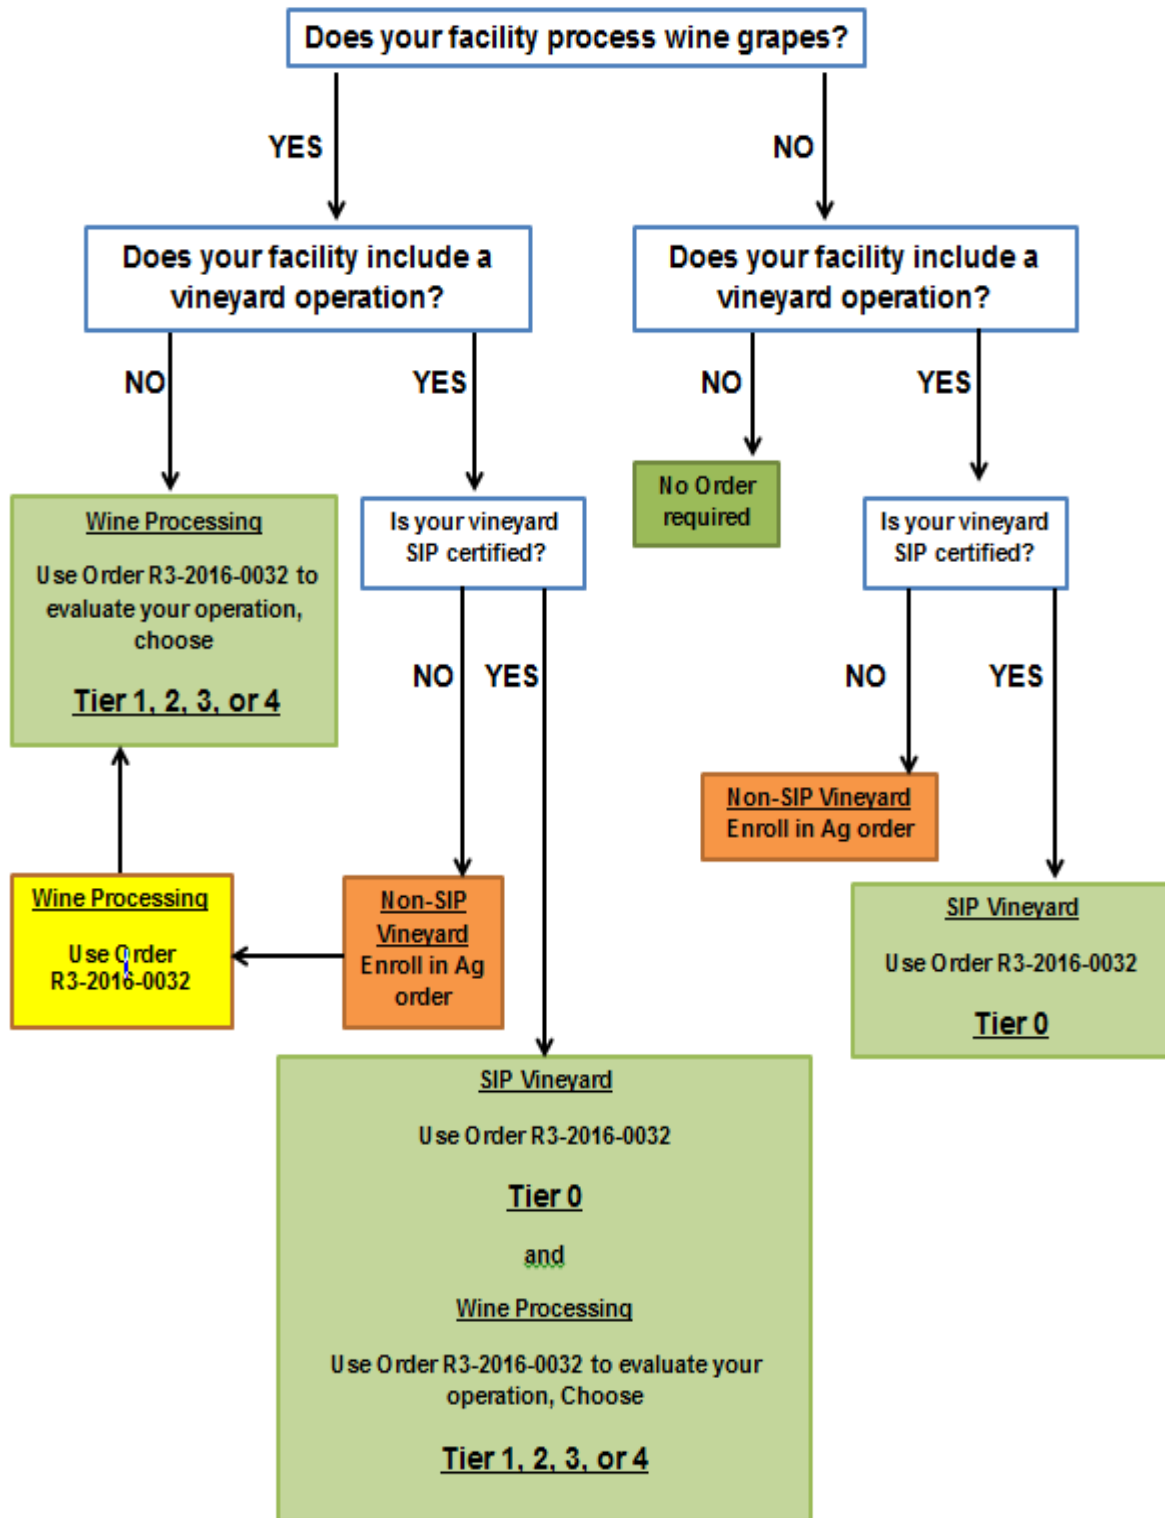 Does your facility process wine grapes?
YES
NO
Does your facility include a
vineyard operation?
Does your facility include a
vineyard operation?
NO
YES
NO
YES
Wine Processing
Use Order R3-2016-0032 to
evaluate your operation,
choose
Tier 1, 2, 3, or 4
Is your vineyard
SIP certified?
No Order
required
Is your vineyard
SIP certified?
NO
YES
NO
YES
Non-SIP Vineyard
Enroll in Ag order
Wine Processing
Use Order
R3-2016-0032
Non-SIP
Vineyard
Enroll in Ag
order
SIP Vineyard
Use Order R3-2016-0032
Tier 0
SIP Vineyard
Use Order R3-2016-0032
Tier 0
and
Wine Processing
Use Order R3-2016-0032 to evaluate your
operation, Choose
Tier 1, 2, 3, or 4